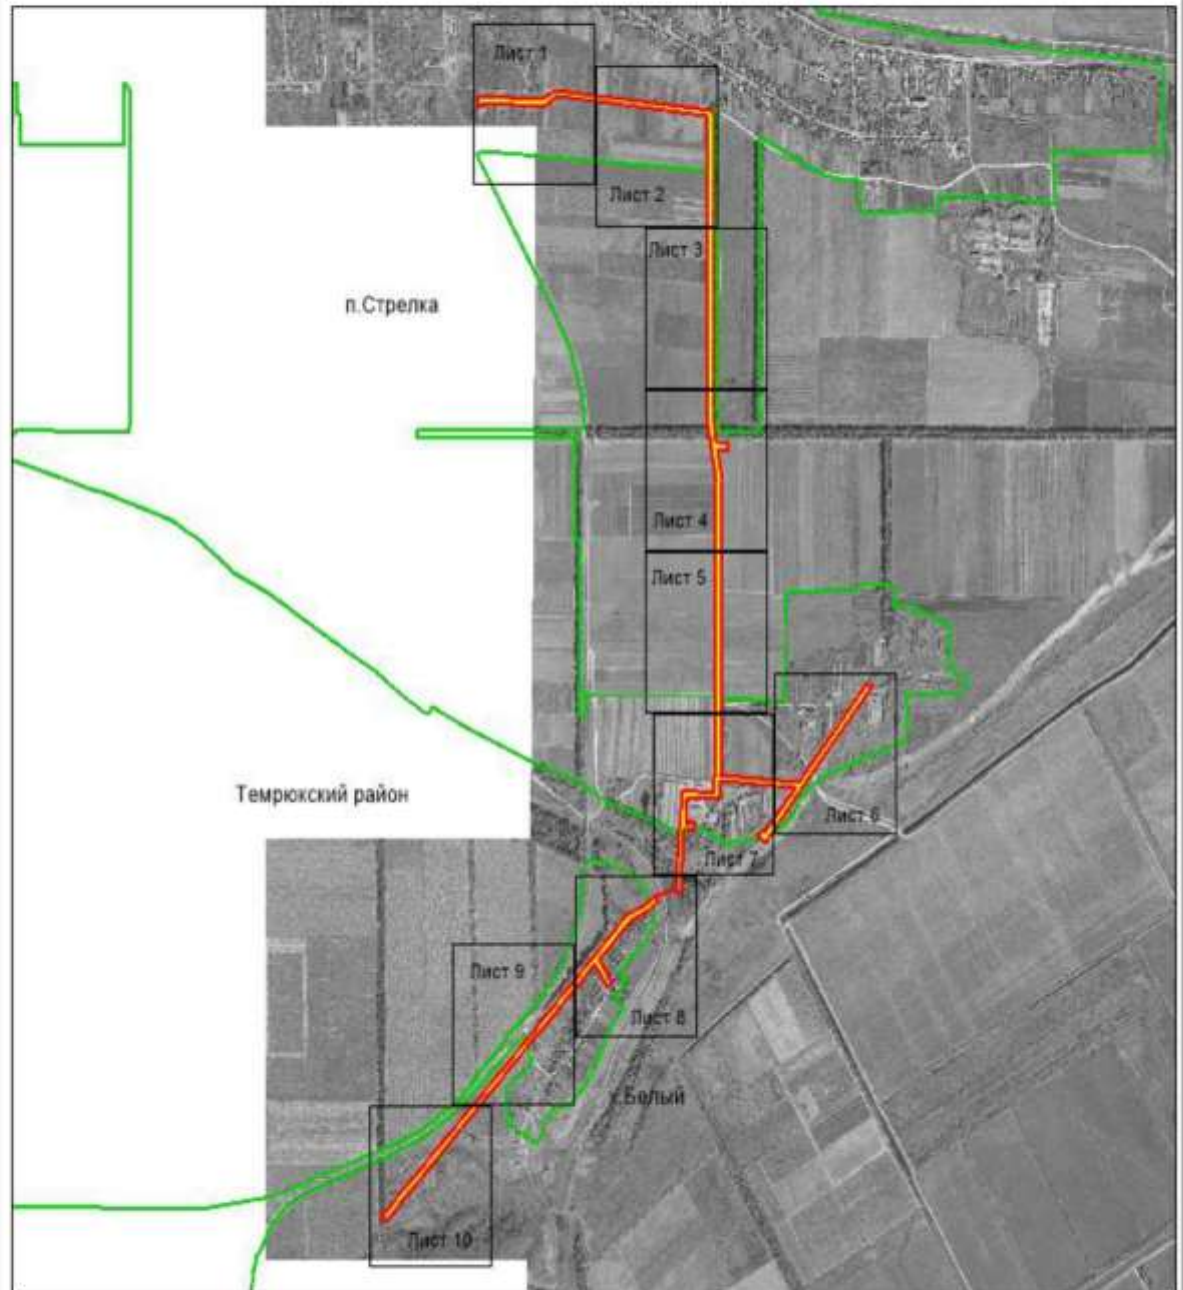 Лист 1
Лист 2
Лист 3
п.Стрелка
Лист 4
Лист 5
Темрюкский район
Лист 6
Лист 7
Лист 9
Лист 8
х.Белый
Лист 10